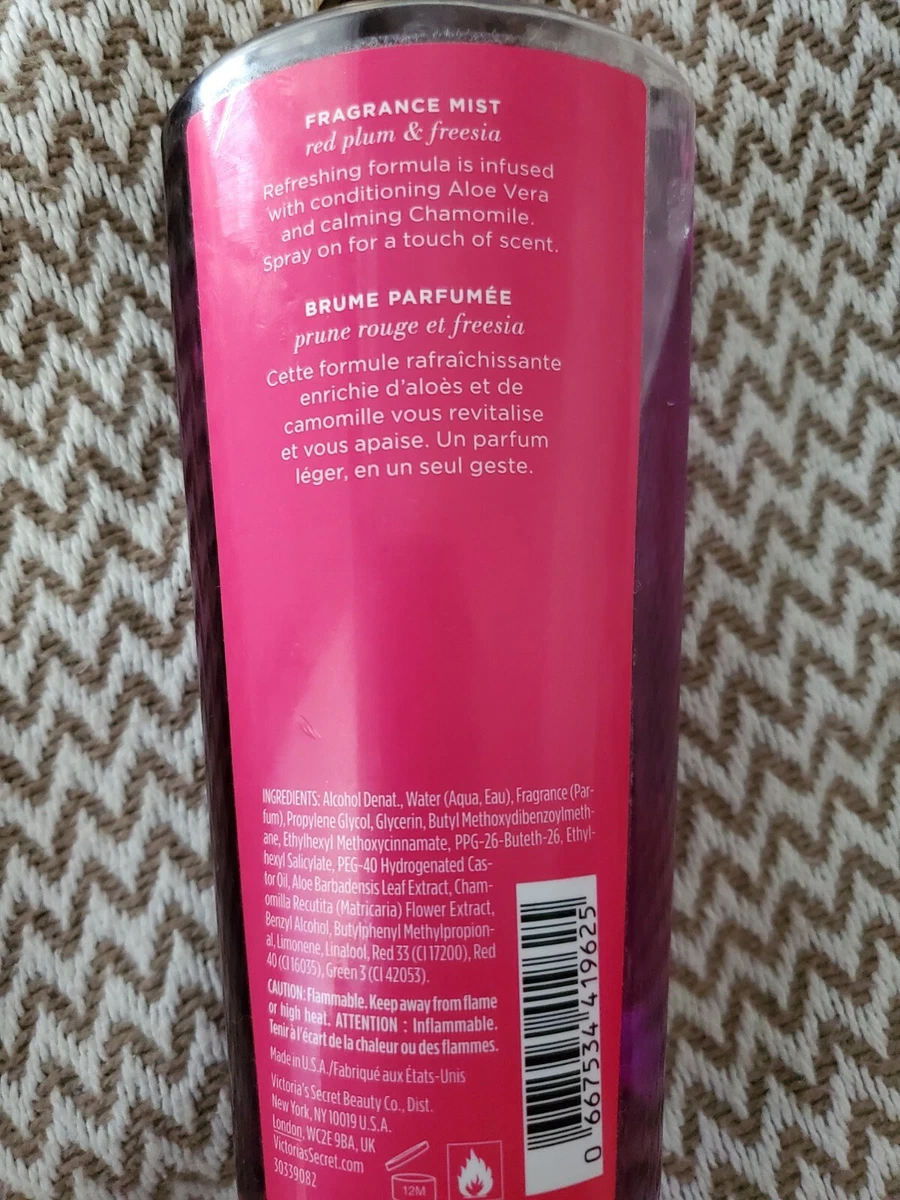 FRAGRANCE MIST
red plum & freesia
Refreshing formula is infused
with conditioning Aloe Vera
and calming Chamomile.
Spray on for a touch of scent.
BRUME PARFUMÉE
prune rouge et freesia
Cette formule rafraîchissante
enrichie d'aloès et de
camomille vous revitalise
et vous apaise. Un parfum
léger, en un seul geste.
INGREDIENTS: Alcohol Denat., Water (Aqua, Eau), Fragrance (Par-
fum), Propylene Glycol, Glycerin, Butyl Methoxydibenzoylmeth-
ane, Ethylhexyl Methoxycinnamate, PPG-26-Buteth-26, Ethyl-
hexyl Salicylate, PEG-40 Hydrogenated Cas-
tor Oil, Aloe Barbadensis Leaf Extract, Cham-
omilla Recutita (Matricaria) Flower Extract,
Benzyl Alcohol, Butylphenyl Methylpropion-
al, Limonene, Linalool, Red 33 (CI 17200), Red
40 (CI 16035), Green 3 (CI 42053).
CAUTION: Flammable. Keep away from flame
or high heat. ATTENTION : Inflammable.
Tenir à l'écart de la chaleur ou des flammes.
Made in U.S.A./Fabriqué aux États-Unis
Victoria's Secret Beauty Co., Dist.
New York, NY 10019 U.S.A.
London, WC2E 9BA, UK
VictoriasSecret.com
30339082
12M
0 667534 419625